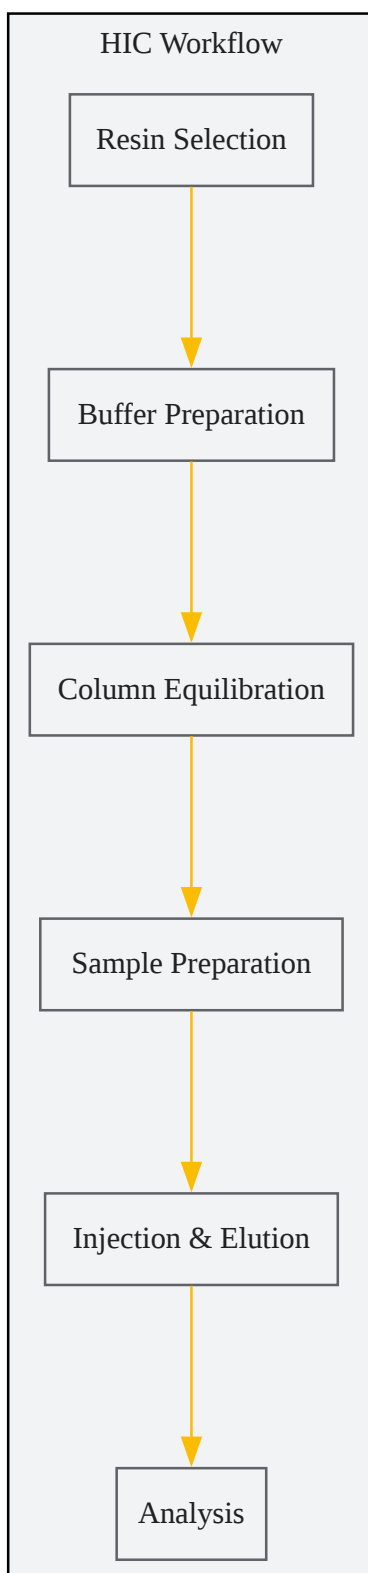 HIC Workflow
Resin Selection
Buffer Preparation
Column Equilibration
Sample Preparation
Injection & Elution
Analysis